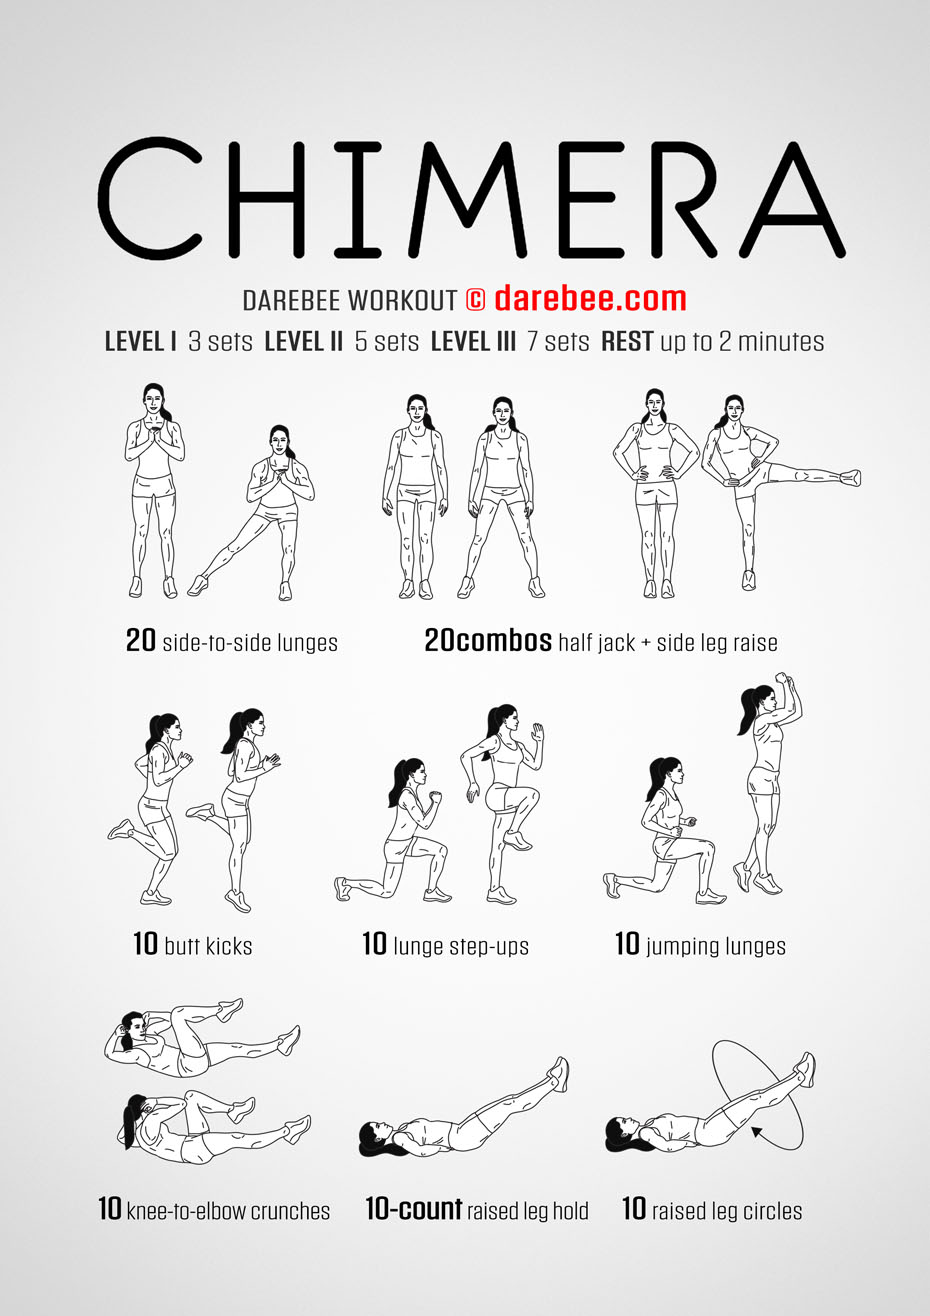 CHIMERA
DAREBEE WORKOUT © darebee.com
LEVEL I 3 sets LEVEL II 5 sets LEVEL III 7 sets REST up to 2 minutes
20 side-to-side lunges
20combos half jack + side leg raise
10 butt kicks
10 lunge step-ups
10 jumping lunges
10 knee-to-elbow crunches
10-count raised leg hold
10 raised leg circles